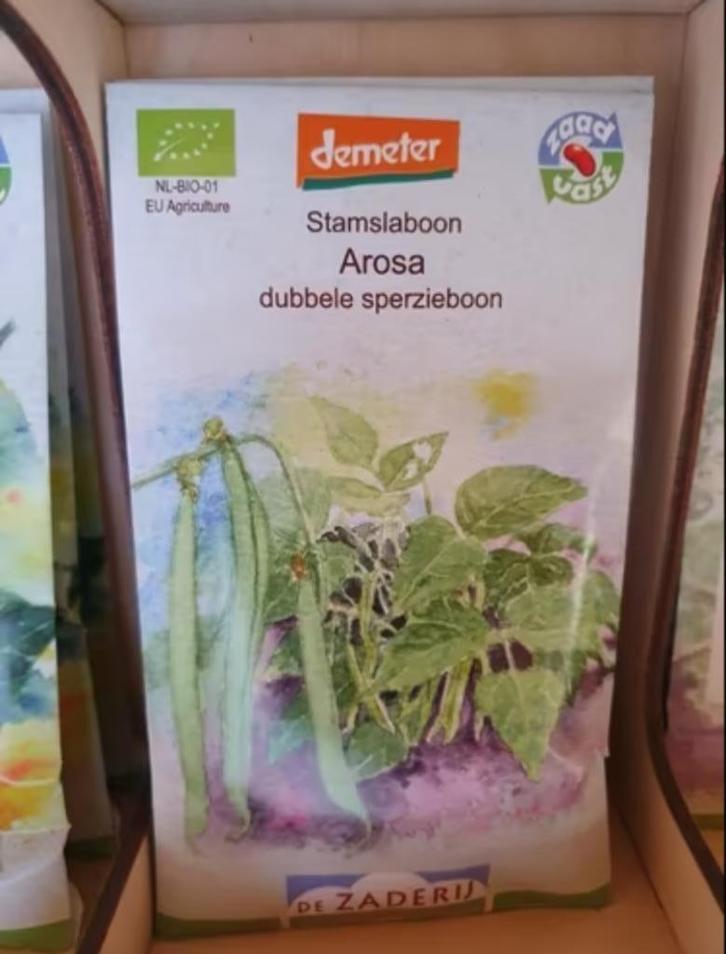 NL-BIO-01
EU Agriculture
demeter
zaad
vast
Stamslaboon
Arosa
dubbele sperzieboon
DE ZADERIJ